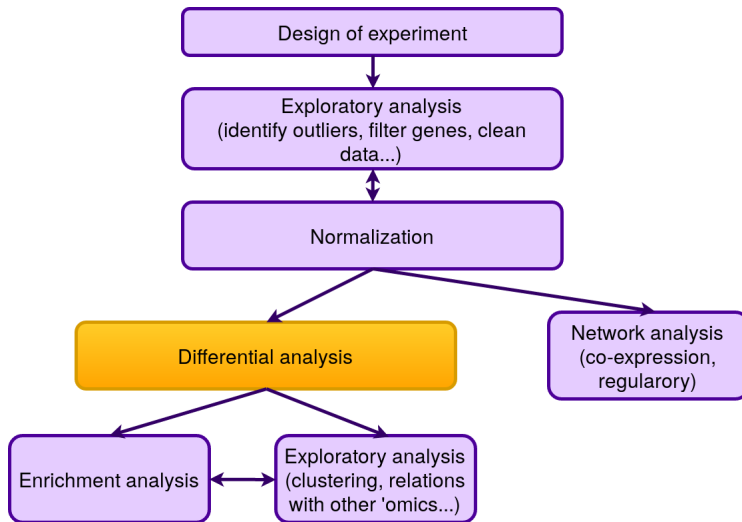 Design of experiment
Exploratory analysis
(identify outliers, filter genes, clean
data...)
Normalization
Differential analysis
Network analysis
(co-expression,
regularory)
Enrichment analysis
Exploratory analysis
(clustering, relations
with other 'omics...)